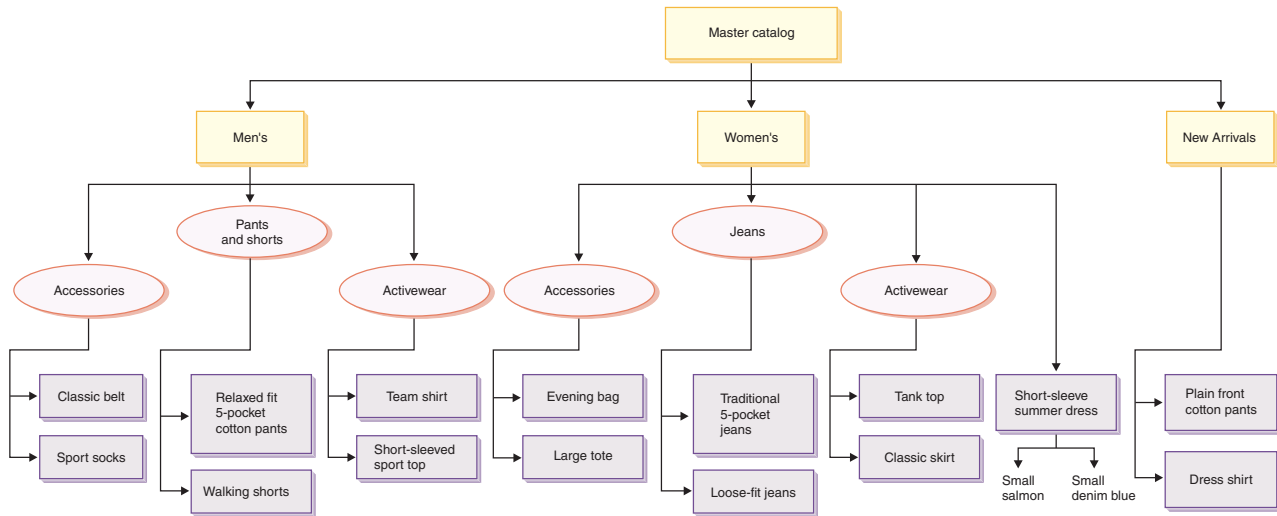 Master catalog
Men's
Women's
New Arrivals
Pants
and shorts
Jeans
Accessories
Activewear
Accessories
Activewear
Classic belt
Relaxed fit
5-pocket
cotton pants
Team shirt
Evening bag
Traditional
5-pocket
jeans
Tank top
Short-sleeve
summer dress
Plain front
cotton pants
Sport socks
Short-sleeved
sport top
Large tote
Classic skirt
Walking shorts
Loose-fit jeans
Small
salmon
Small
denim blue
Dress shirt